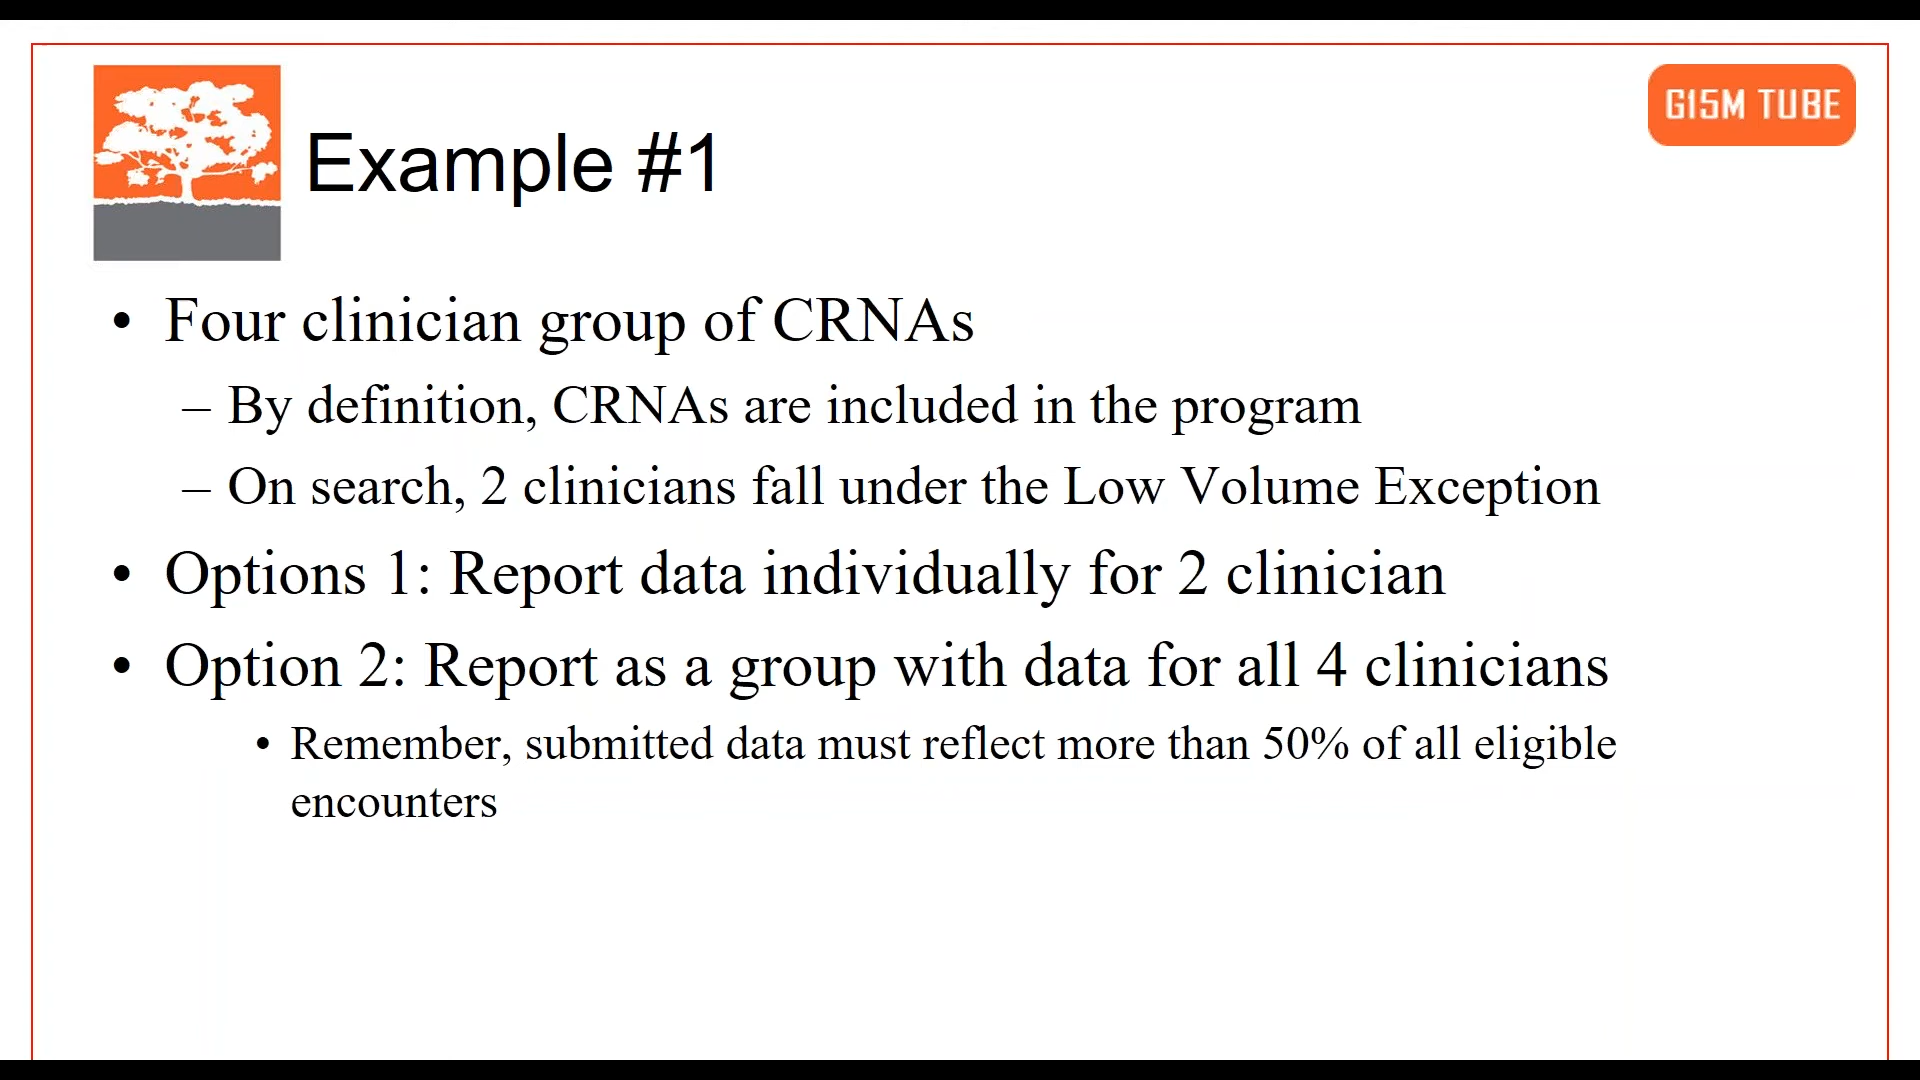 G15M TUBE
Example #1
• Four clinician group of CRNAs
– By definition, CRNAs are included in the program
– On search, 2 clinicians fall under the Low Volume Exception
• Options 1: Report data individually for 2 clinician
• Option 2: Report as a group with data for all 4 clinicians
• Remember, submitted data must reflect more than 50% of all eligible
encounters